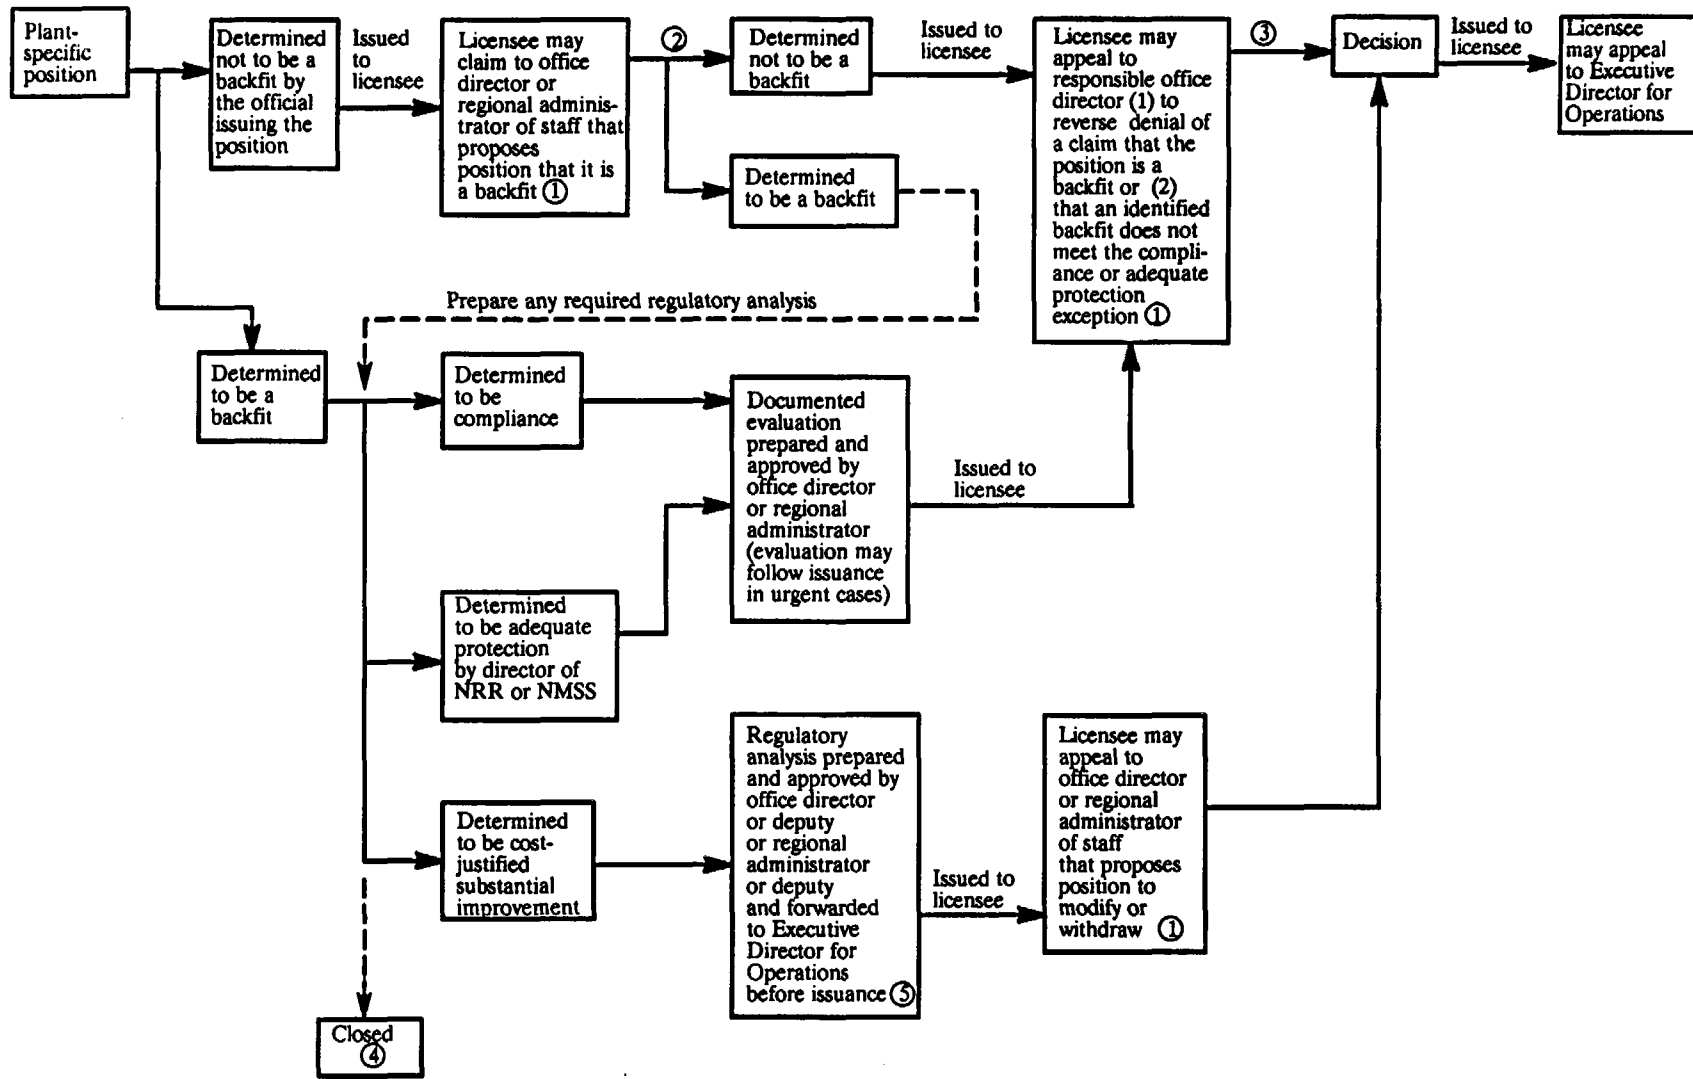 Plant-
specific
position
Determined
not to be a
backfit by
the official
issuing the
position
Issued
to
licensee
Licensee may
claim to office
director or
regional adminis-
trator of staff that
proposes
position that it is
a backfit ①
②
Determined
not to be a
backfit
Determined
to be a backfit
Issued to
licensee
Licensee may
appeal to
responsible office
director (1) to
reverse denial of
a claim that the
position is a
backfit or (2)
that an identified
backfit does not
meet the compli-
ance or adequate
protection
exception ①
③
Decision
Issued to
licensee
Licensee
may appeal
to Executive
Director for
Operations
Prepare any required regulatory analysis
Determined
to be a
backfit
Determined
to be
compliance
Documented
evaluation
prepared and
approved by
office director
or regional
administrator
(evaluation may
follow issuance
in urgent cases)
Issued to
licensee
Determined
to be adequate
protection
by director of
NRR or NMSS
Determined
to be cost-
justified
substantial
improvement
Regulatory
analysis prepared
and approved by
office director
or deputy
or regional
administrator
or deputy
and forwarded
to Executive
Director for
Operations
before issuance ⑤
Issued to
licensee
Licensee may
appeal to
office director
or regional
administrator
of staff
that proposes
position to
modify or
withdraw ①
Closed
④